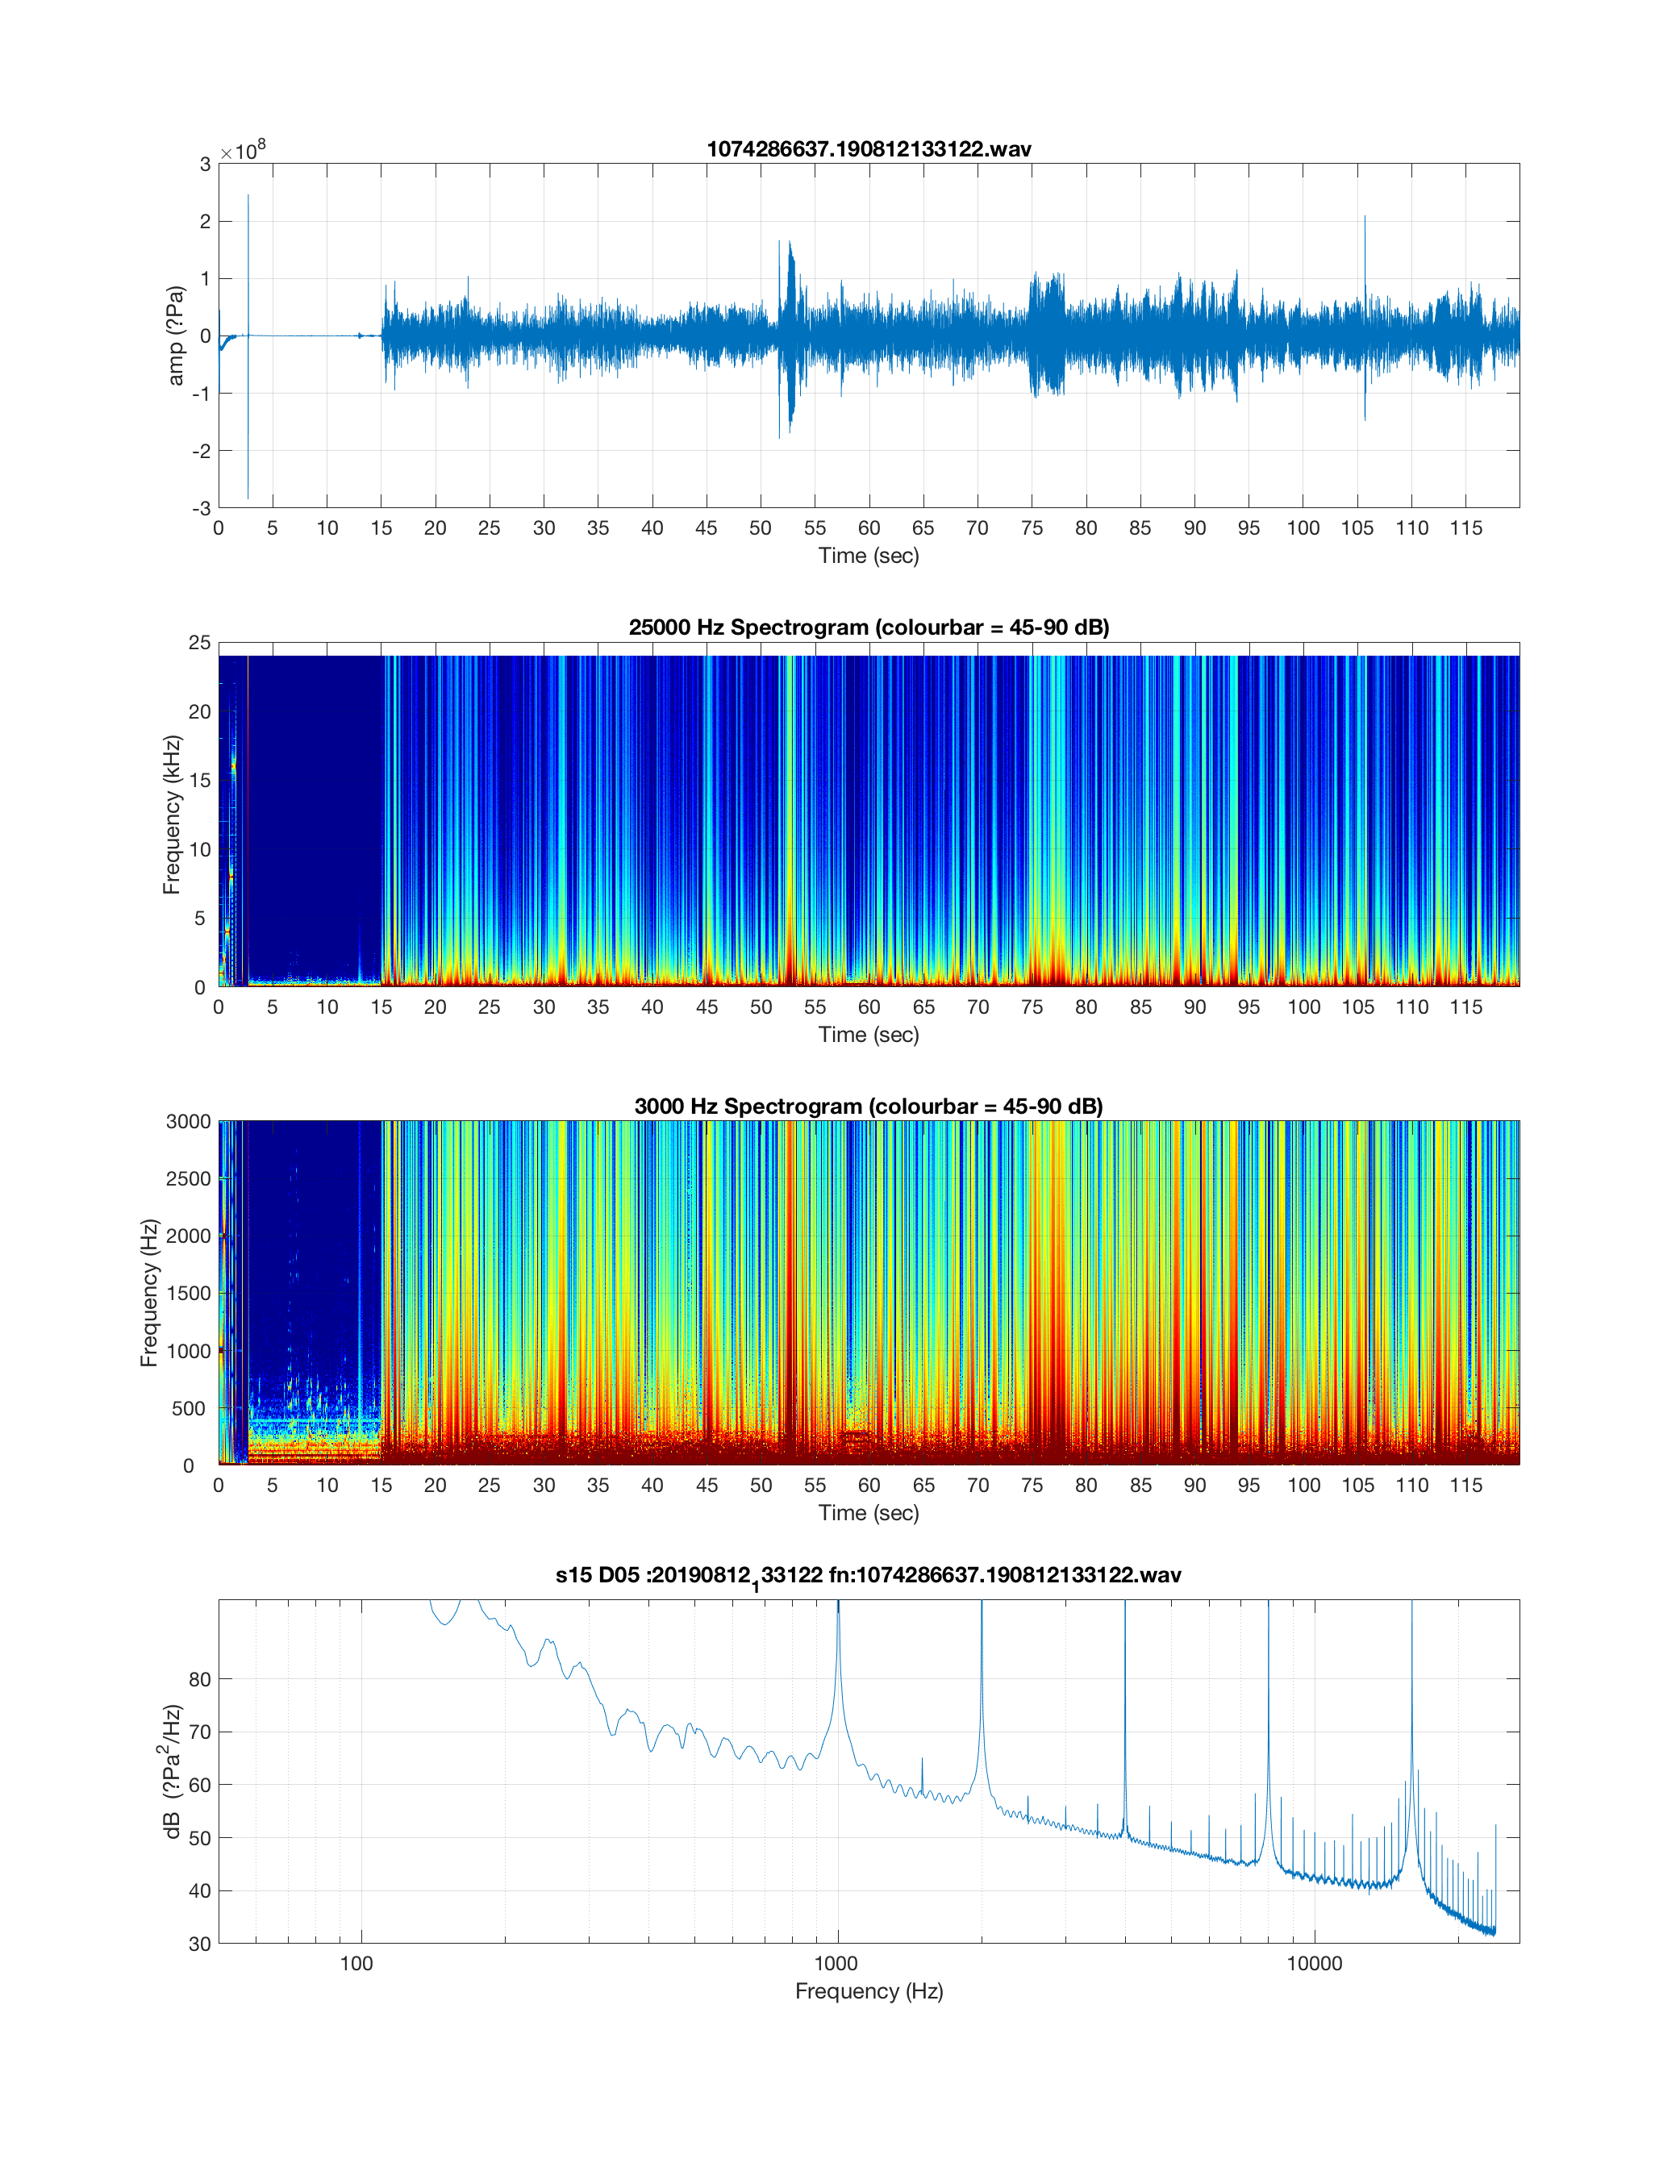 1074286637.190812133122.wav
×10^8
3
2
1
0
-1
-2
-3
amp (?Pa)
0 5 10 15 20 25 30 35 40 45 50 55 60 65 70 75 80 85 90 95 100 105 110 115
Time (sec)
25000 Hz Spectrogram (colourbar = 45-90 dB)
25
20
15
10
5
0
Frequency (kHz)
0 5 10 15 20 25 30 35 40 45 50 55 60 65 70 75 80 85 90 95 100 105 110 115
Time (sec)
3000 Hz Spectrogram (colourbar = 45-90 dB)
3000
2500
2000
1500
1000
500
0
Frequency (Hz)
0 5 10 15 20 25 30 35 40 45 50 55 60 65 70 75 80 85 90 95 100 105 110 115
Time (sec)
s15 D05 :20190812_133122 fn:1074286637.190812133122.wav
80
70
60
50
40
30
dB (?Pa^2/Hz)
100 1000 10000
Frequency (Hz)